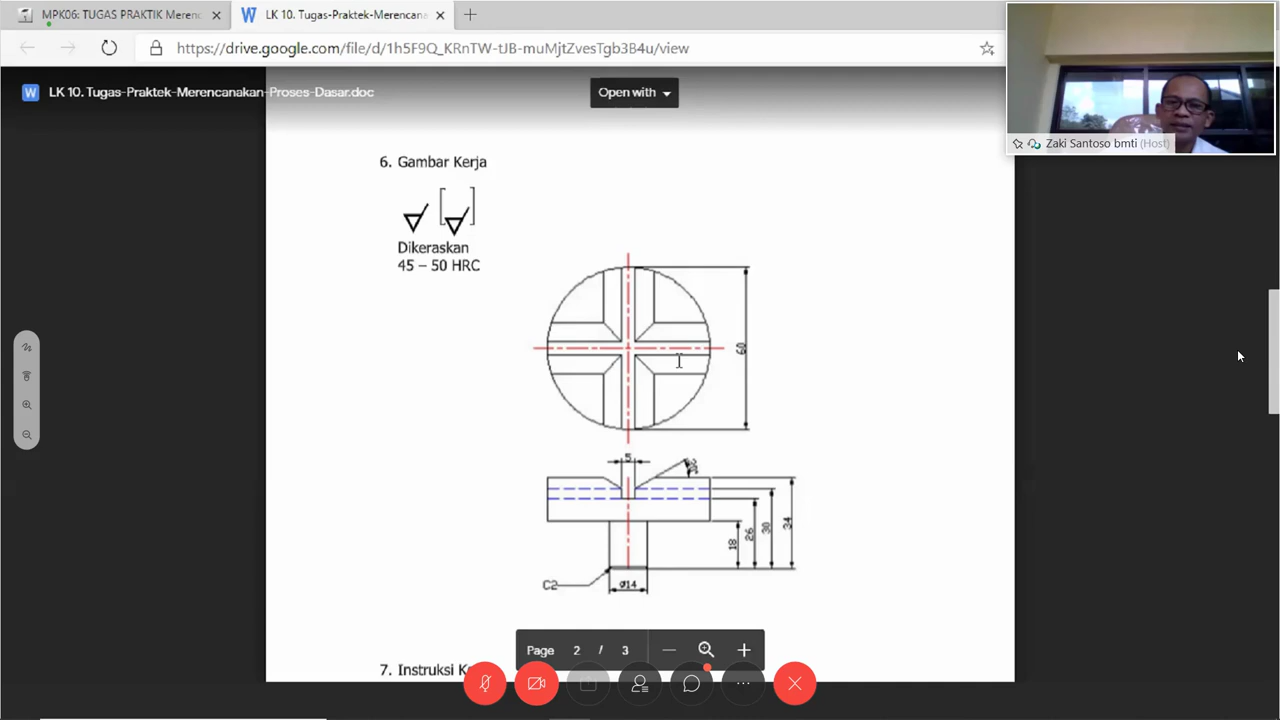 MPK06: TUGAS PRAKTIK Merenc
LK 10. Tugas-Praktek-Merencana
https://drive.google.com/file/d/1h5F9Q_KRnTW-tJB-muMjtZvesTgb3B4u/view
LK 10. Tugas-Praktek-Merencanakan-Proses-Dasar.doc
Open with
Zaki Santoso bmti (Host)
6. Gambar Kerja
Dikeraskan
45 – 50 HRC
60
5
18
26
30
34
C2
ø14
Page 2 / 3
7. Instruksi K